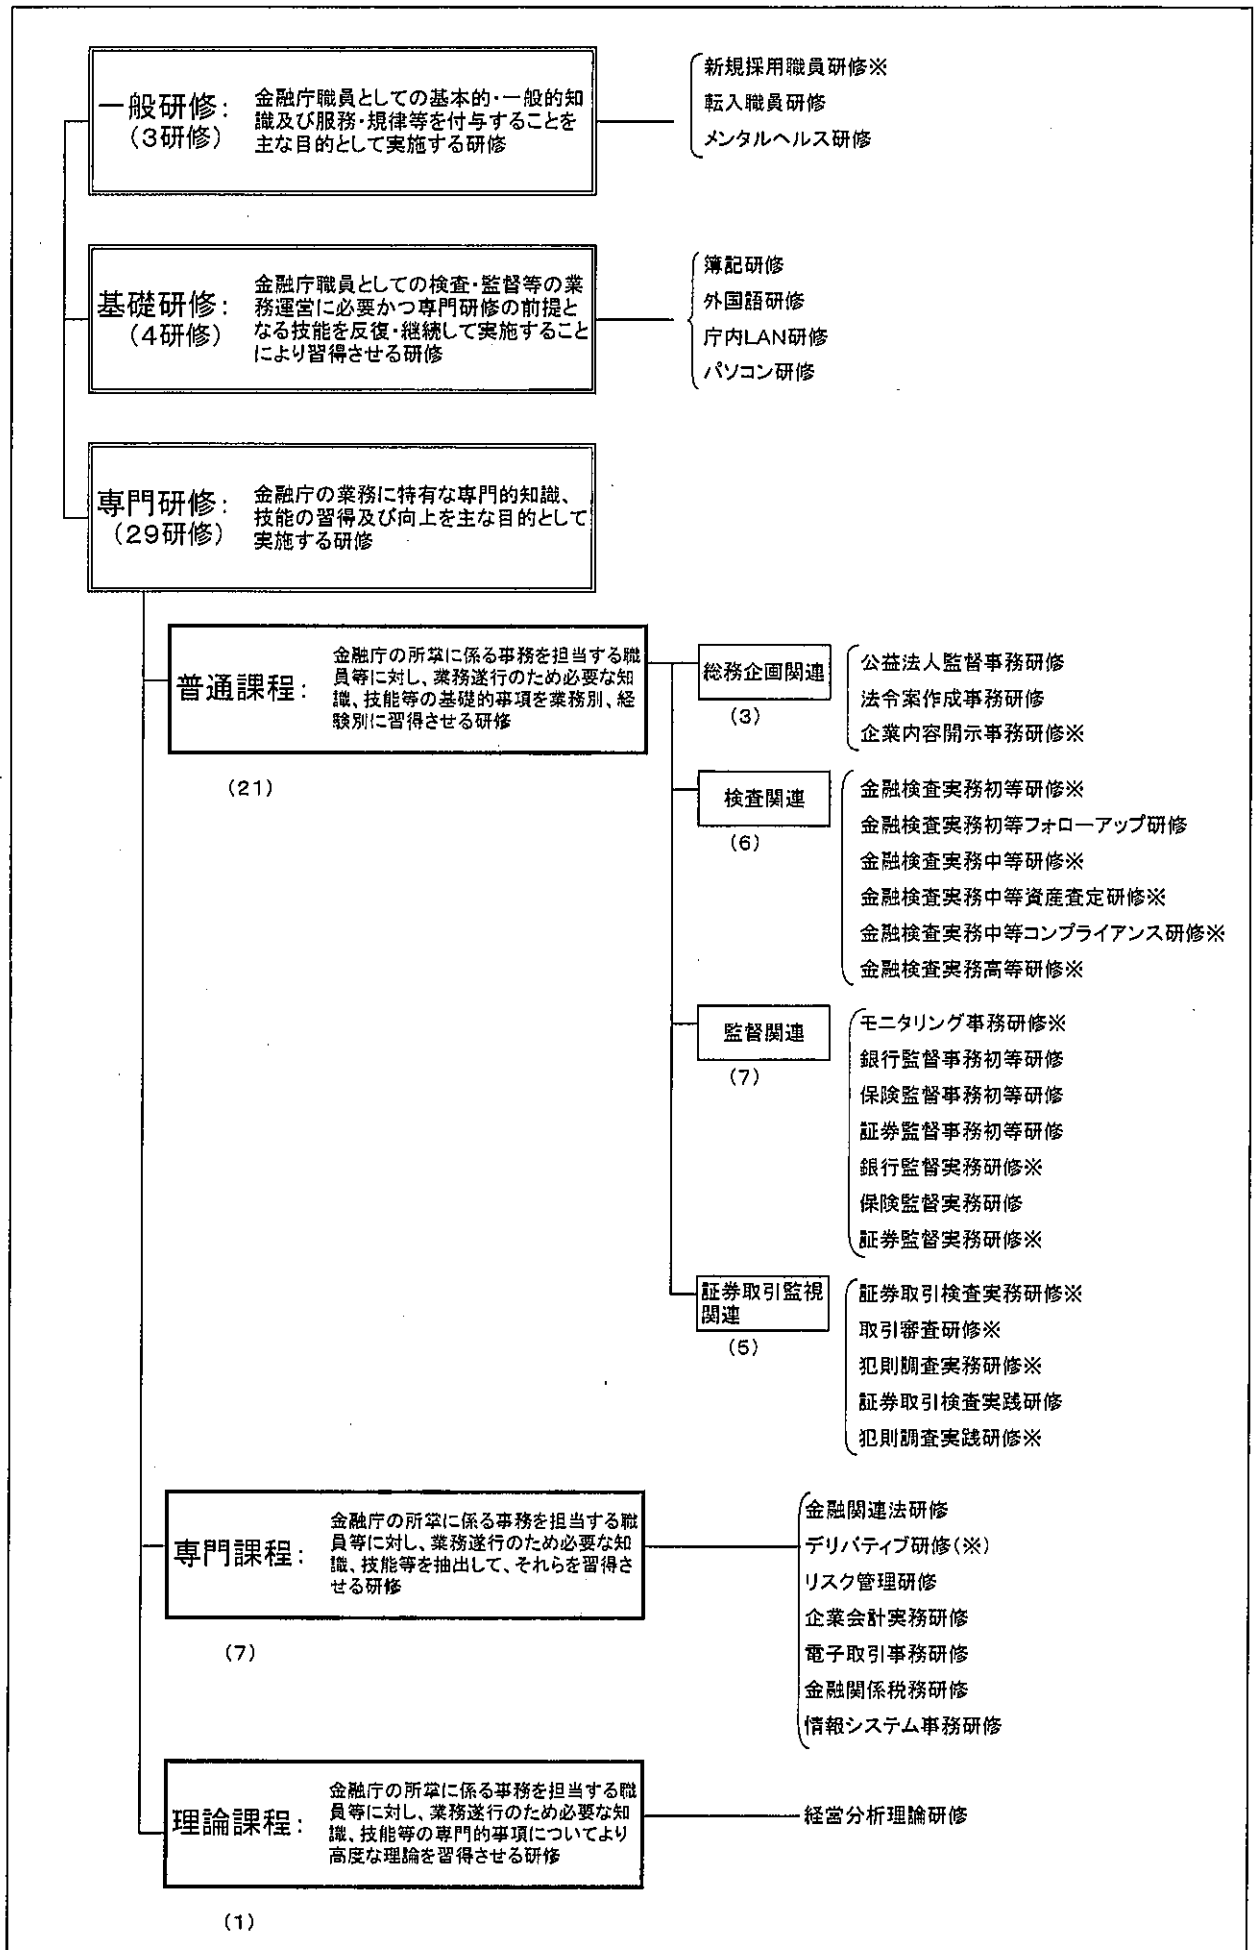 一般研修:
(3研修)
金融庁職員としての基本的・一般的知
識及び服務・規律等を付与することを
主な目的として実施する研修
新規採用職員研修※
転入職員研修
メンタルヘルス研修
基礎研修:
(4研修)
金融庁職員としての検査・監督等の業
務運営に必要かつ専門研修の前提と
なる技能を反復・継続して実施すること
により習得させる研修
簿記研修
外国語研修
庁内LAN研修
パソコン研修
専門研修:
(29研修)
金融庁の業務に特有な専門的知識、
技能の習得及び向上を主な目的として
実施する研修
普通課程:
金融庁の所掌に係る事務を担当する職
員等に対し、業務遂行のため必要な知
識、技能等の基礎的事項を業務別、経
験別に習得させる研修
(21)
総務企画関連
(3)
公益法人監督事務研修
法令案作成事務研修
企業内容開示事務研修※
検査関連
(6)
金融検査実務初等研修※
金融検査実務初等フォローアップ研修
金融検査実務中等研修※
金融検査実務中等資産査定研修※
金融検査実務中等コンプライアンス研修※
金融検査実務高等研修※
監督関連
(7)
モニタリング事務研修※
銀行監督事務初等研修
保険監督事務初等研修
証券監督事務初等研修
銀行監督実務研修※
保険監督実務研修
証券監督実務研修※
証券取引監視
関連
(5)
証券取引検査実務研修※
取引審査研修※
犯則調査実務研修※
証券取引検査実践研修
犯則調査実践研修※
専門課程:
金融庁の所掌に係る事務を担当する職
員等に対し、業務遂行のため必要な知
識、技能等を抽出して、それらを習得さ
せる研修
(7)
金融関連法研修
デリバティブ研修(※)
リスク管理研修
企業会計実務研修
電子取引事務研修
金融関係税務研修
情報システム事務研修
理論課程:
金融庁の所掌に係る事務を担当する職
員等に対し、業務遂行のため必要な知
識、技能等の専門的事項についてより
高度な理論を習得させる研修
(1)
経営分析理論研修